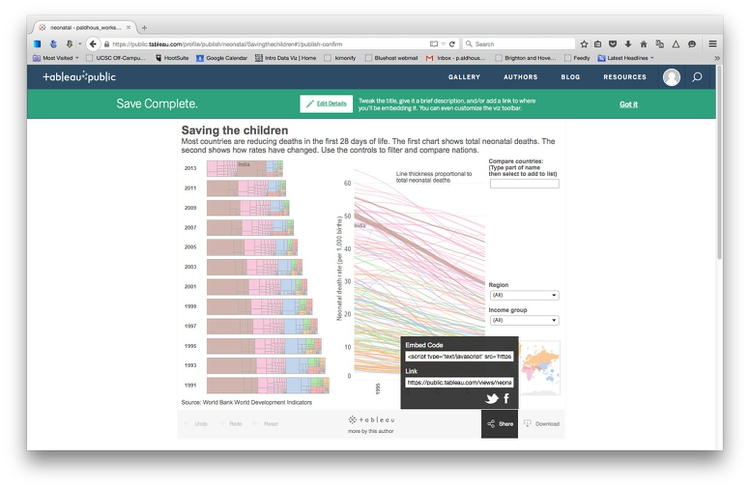 neonatal - paldhous_works...
https://public.tableau.com/profile/publish/neonatal/Savingthechildren#!/publish-confirm
Search
Most Visited
UCSC Off-Campu...
HootSuite
Google Calendar
Intro Data Viz | Home
kimonify
Bluehost webmail
Inbox - p.aldhous...
Brighton and Hove...
Feedly
Latest Headlines
+ableau+public
GALLERY
AUTHORS
BLOG
RESOURCES
Save Complete.
Edit Details
Tweak the title, give it a brief description, and/or add a link to where
you'll be embedding it. You can even customize the viz toolbar.
Got it
Saving the children
Most countries are reducing deaths in the first 28 days of life. The first chart shows total neonatal deaths. The
second shows how rates have changed. Use the controls to filter and compare nations.
2013
India
2011
2009
2007
2005
2003
2001
1999
1997
1995
1993
1991
Source: World Bank World Development Indicators
Line thickness proportional to
total neonatal deaths
Neonatal death rate (per 1,000 births)
60
50
India
40
30
20
10
0
1995
Compare countries:
(Type part of name
then select to add to list)
Region
(All)
Income group
(All)
Embed Code
<script type='text/javascript' src='https
Link
https://public.tableau.com/views/neona
Undo
Redo
Reset
+ableau
more by this author
Share
Download